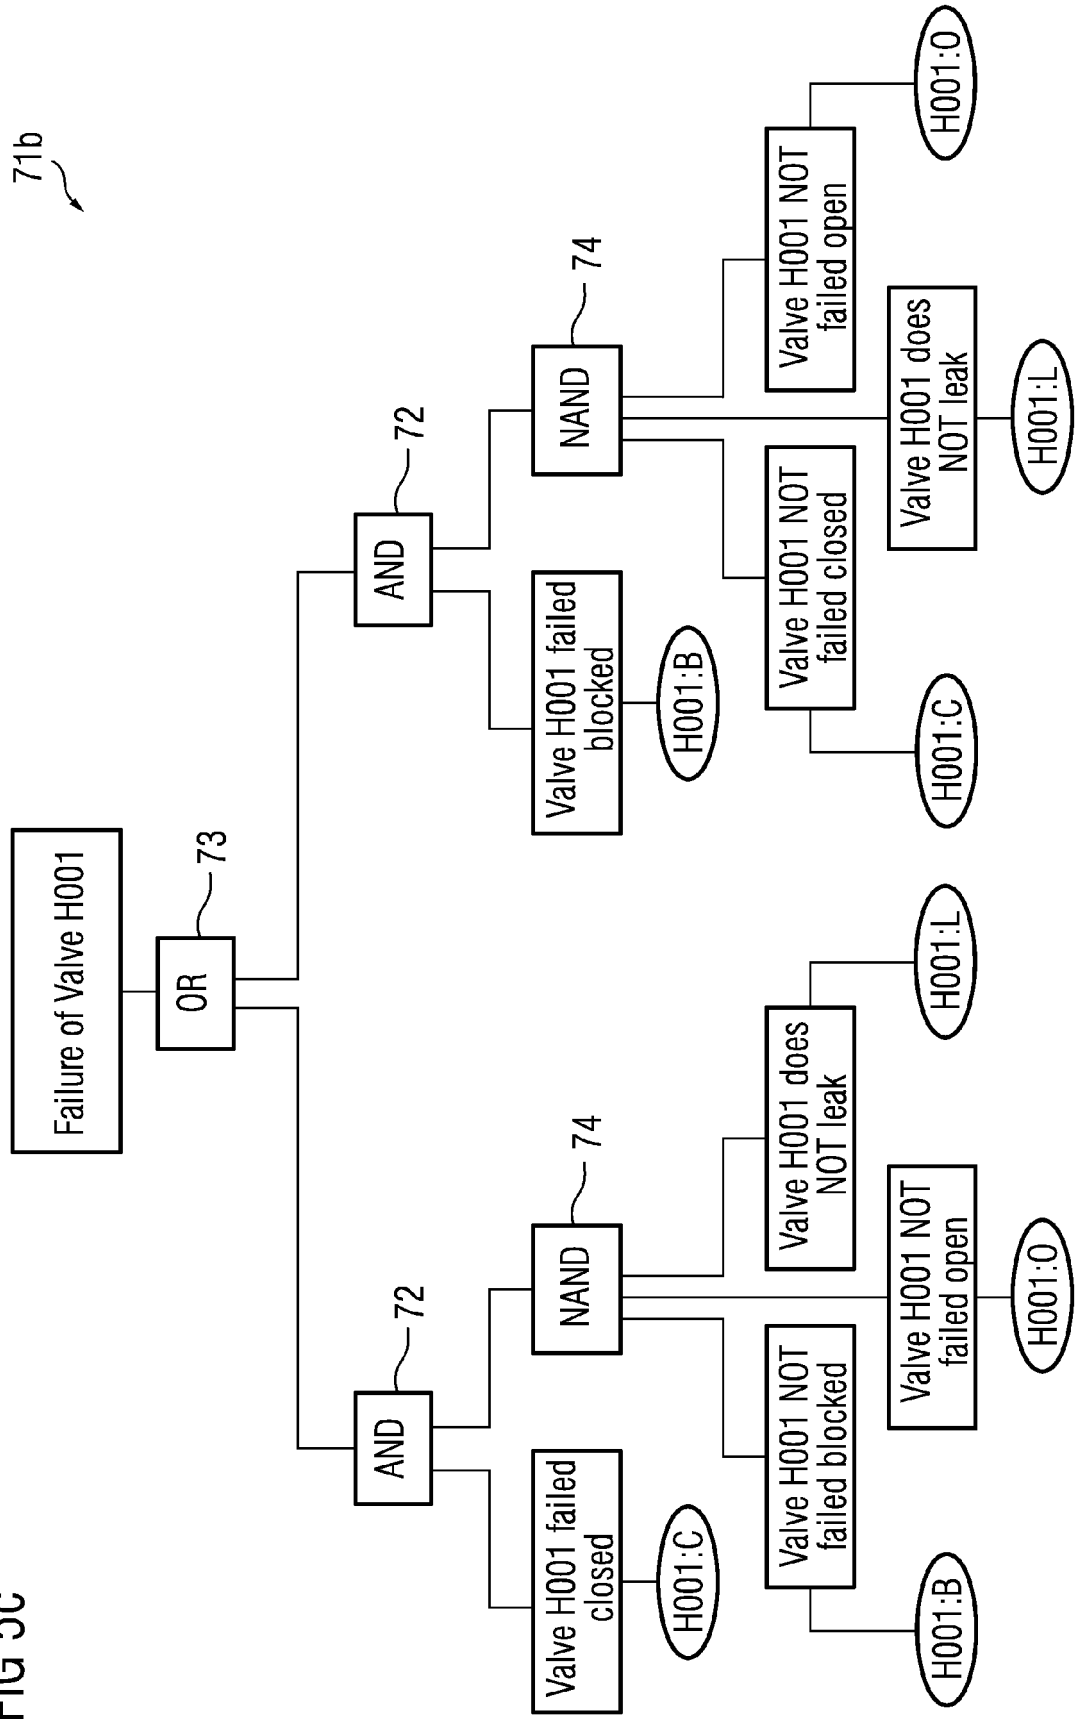 FIG 5c
71b
Failure of Valve H001
OR
73
AND
72
AND
72
Valve H001 failed
closed
H001:C
NAND
74
Valve H001 failed
blocked
H001:B
NAND
74
Valve H001 NOT
failed blocked
H001:B
Valve H001 NOT
failed open
H001:O
Valve H001 does
NOT leak
H001:L
Valve H001 NOT
failed closed
H001:C
Valve H001 does
NOT leak
H001:L
Valve H001 NOT
failed open
H001:O